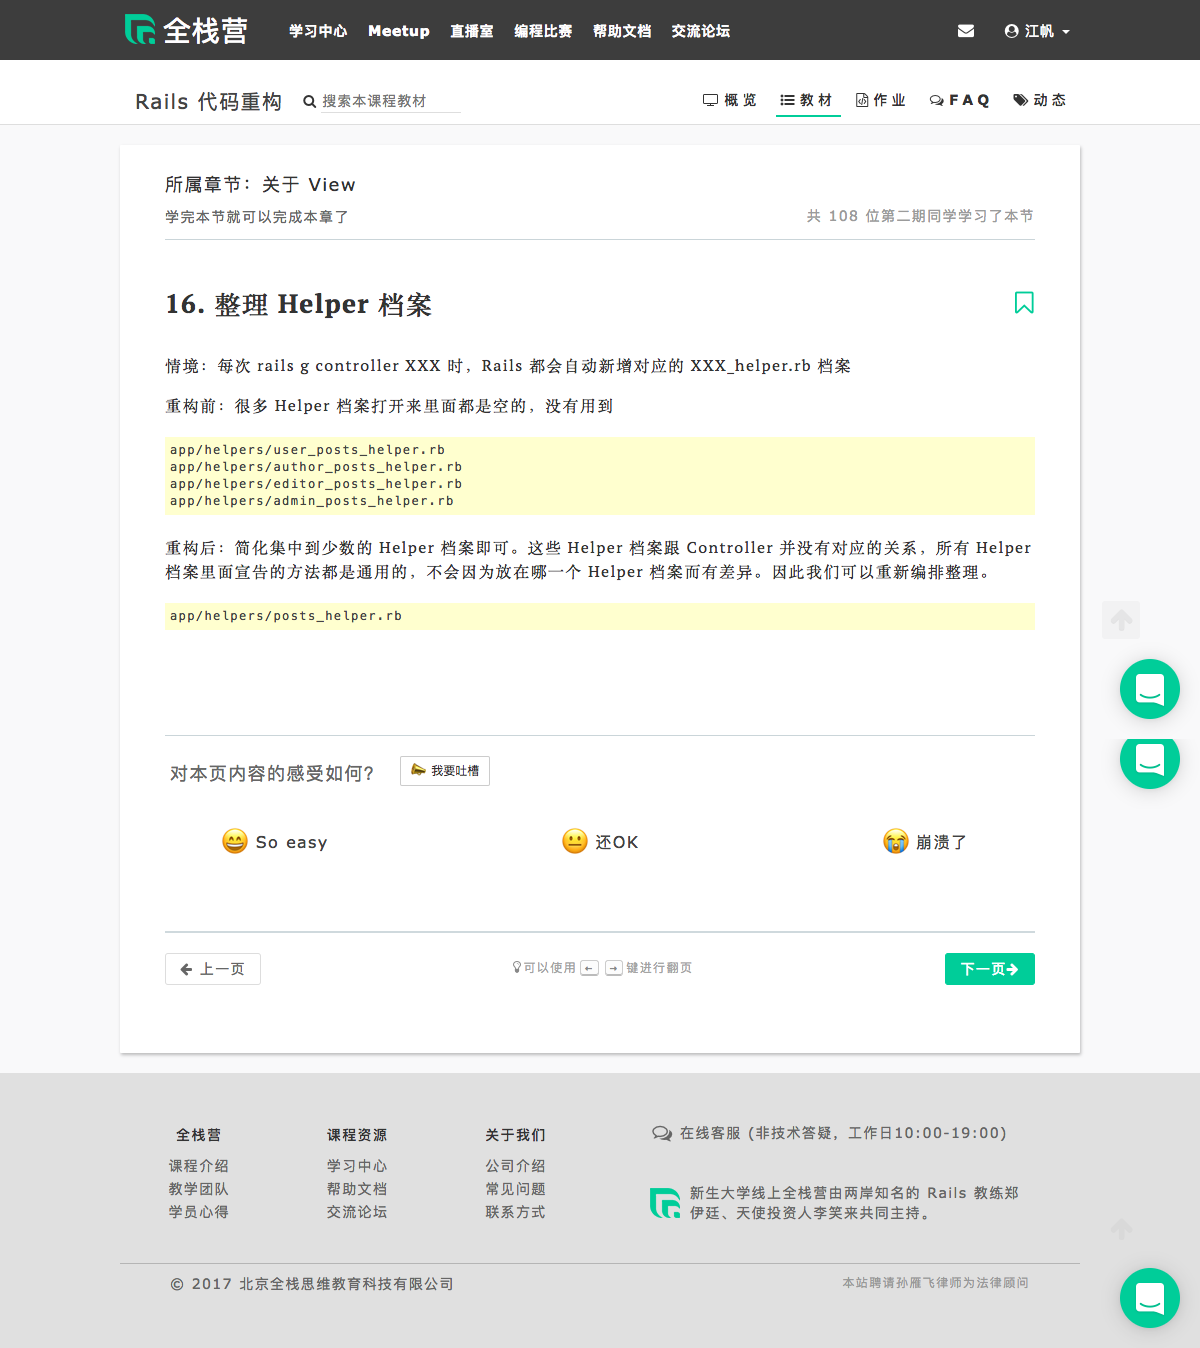 全栈营 学习中心 Meetup 直播室 编程比赛 帮助文档 交流论坛 江帆
Rails 代码重构 搜索本课程教材 概览 教材 作业 FAQ 动态
所属章节：关于 View
学完本节就可以完成本章了 共 108 位第二期同学学习了本节
16. 整理 Helper 档案
情境：每次 rails g controller XXX 时，Rails 都会自动新增对应的 XXX_helper.rb 档案
重构前：很多 Helper 档案打开来里面都是空的，没有用到
app/helpers/user_posts_helper.rb
app/helpers/author_posts_helper.rb
app/helpers/editor_posts_helper.rb
app/helpers/admin_posts_helper.rb
重构后：简化集中到少数的 Helper 档案即可。这些 Helper 档案跟 Controller 并没有对应的关系，所有 Helper
档案里面宣告的方法都是通用的，不会因为放在哪一个 Helper 档案而有差异。因此我们可以重新编排整理。
app/helpers/posts_helper.rb
对本页内容的感受如何? 我要吐槽
So easy 还OK 崩溃了
上一页 可以使用 ← → 键进行翻页 下一页
全栈营 课程资源 关于我们 在线客服 (非技术答疑，工作日10:00-19:00)
课程介绍 学习中心 公司介绍
教学团队 帮助文档 常见问题 新生大学线上全栈营由两岸知名的 Rails 教练郑
学员心得 交流论坛 联系方式 伊廷、天使投资人李笑来共同主持。
© 2017 北京全栈思维教育科技有限公司 本站聘请孙雁飞律师为法律顾问